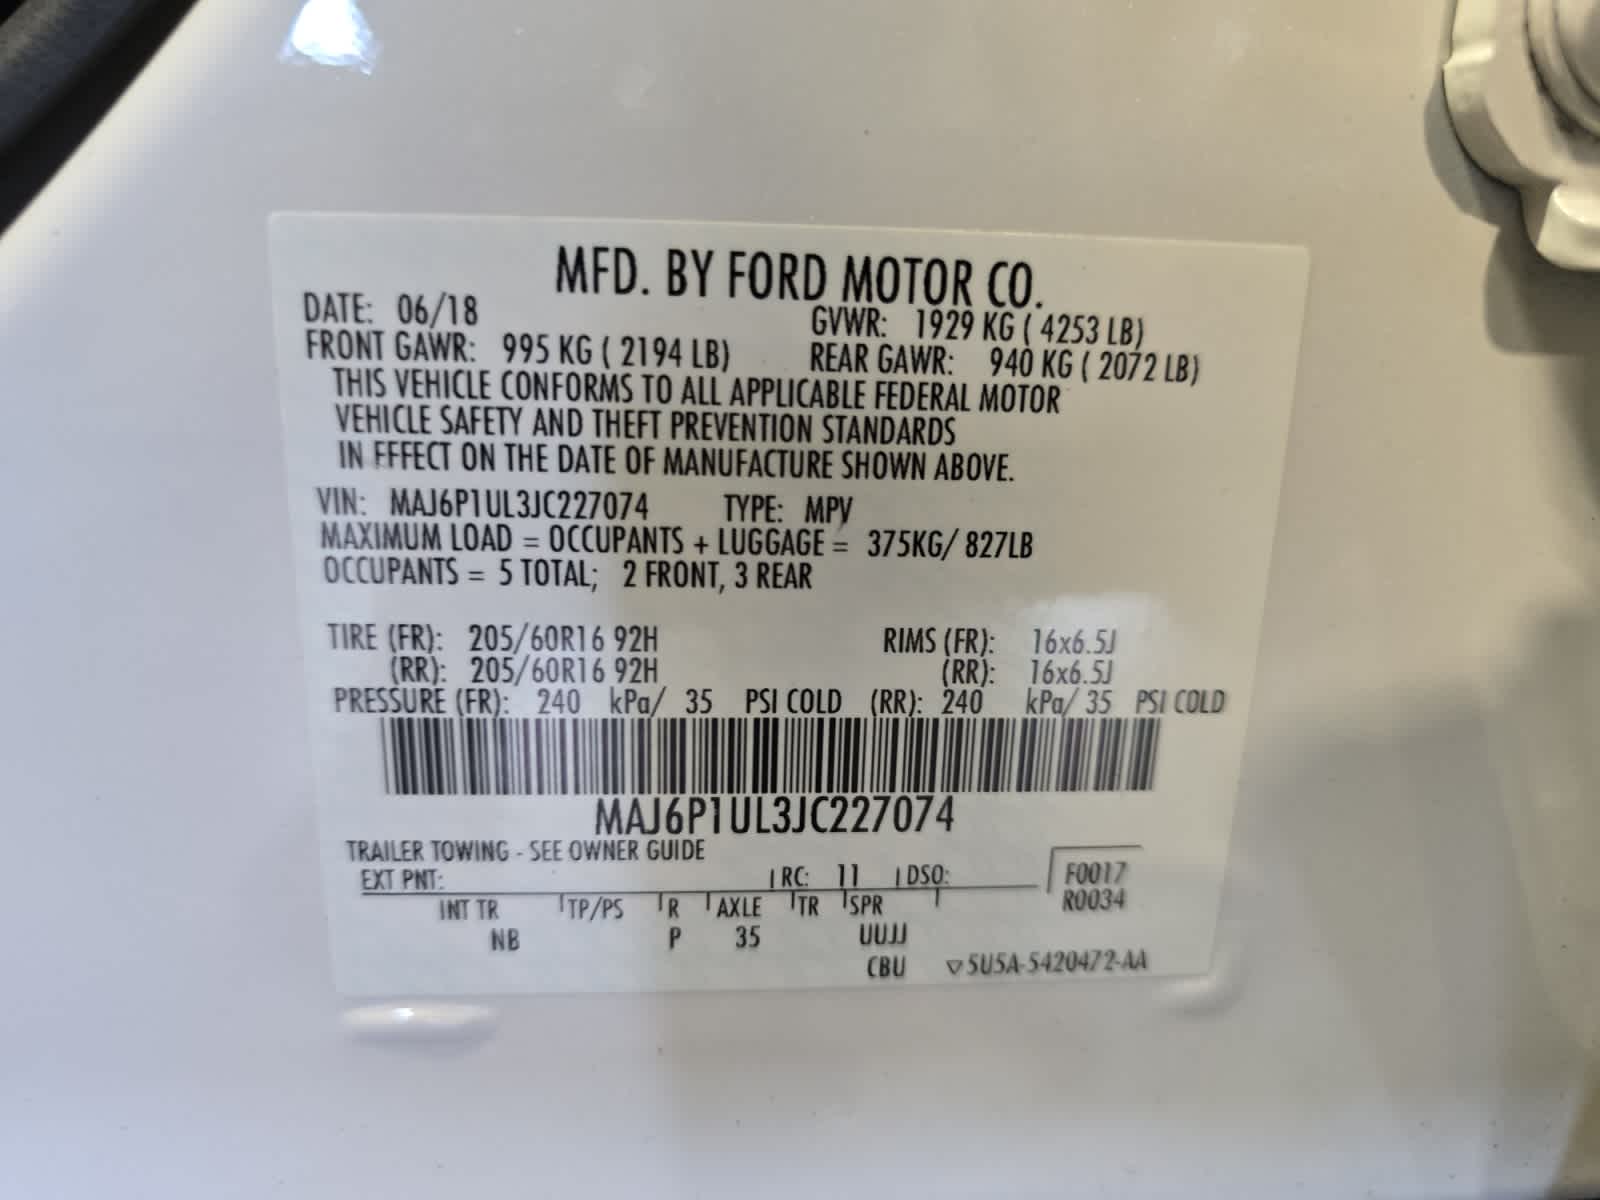 MFD. BY FORD MOTOR CO.
DATE: 06/18 GVWR: 1929 KG ( 4253 LB)
FRONT GAWR: 995 KG ( 2194 LB) REAR GAWR: 940 KG ( 2072 LB)
THIS VEHICLE CONFORMS TO ALL APPLICABLE FEDERAL MOTOR
VEHICLE SAFETY AND THEFT PREVENTION STANDARDS
IN EFFECT ON THE DATE OF MANUFACTURE SHOWN ABOVE.
VIN: MAJ6P1UL3JC227074 TYPE: MPV
MAXIMUM LOAD = OCCUPANTS + LUGGAGE = 375KG/ 827LB
OCCUPANTS = 5 TOTAL; 2 FRONT, 3 REAR
TIRE (FR): 205/60R16 92H RIMS (FR): 16x6.5J
(RR): 205/60R16 92H (RR): 16x6.5J
PRESSURE (FR): 240 kPa/ 35 PSI COLD (RR): 240 kPa/ 35 PSI COLD
MAJ6P1UL3JC227074
TRAILER TOWING - SEE OWNER GUIDE
EXT PNT: RC: 11 DSO: F0017
R0034
INT TR TP/PS R AXLE TR SPR
NB P 35 UUJJ
CBU ▽5U5A-5420472-AA